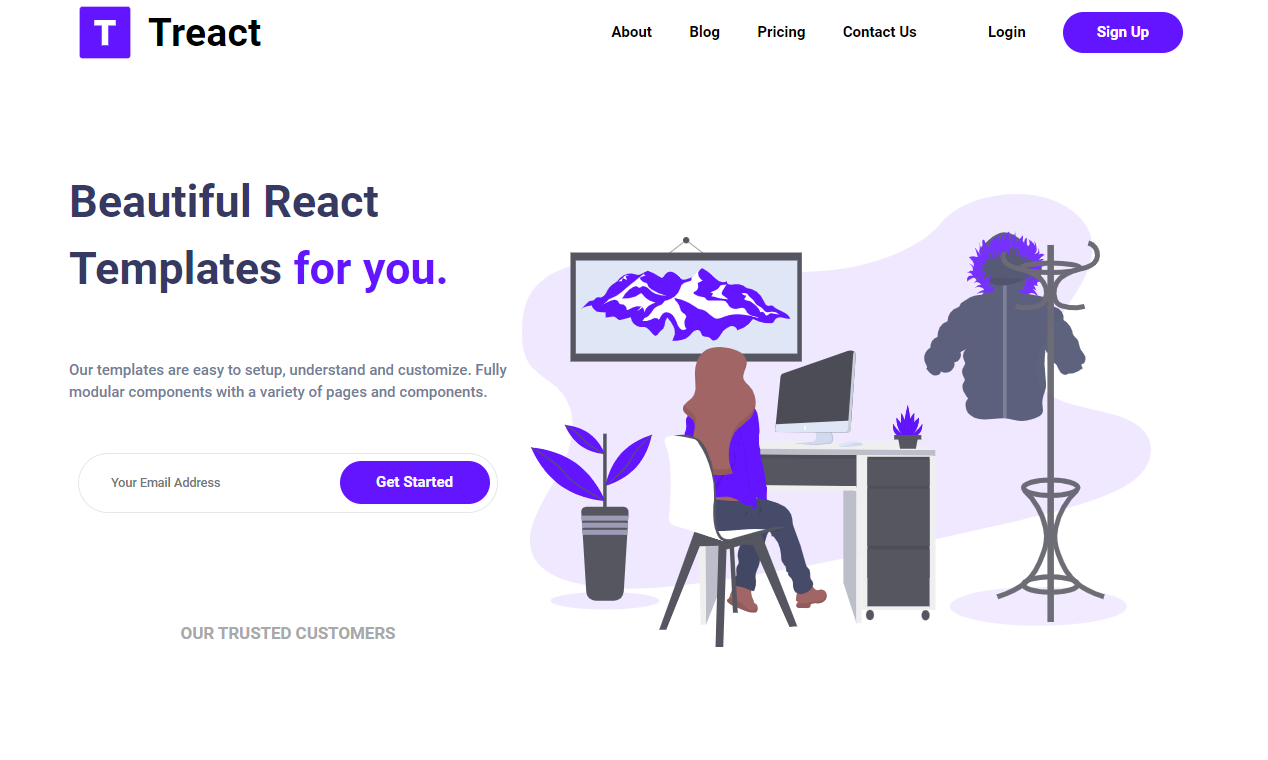 T Treact
About Blog Pricing Contact Us Login Sign Up
Beautiful React
Templates for you.
Our templates are easy to setup, understand and customize. Fully
modular components with a variety of pages and components.
Your Email Address Get Started
OUR TRUSTED CUSTOMERS